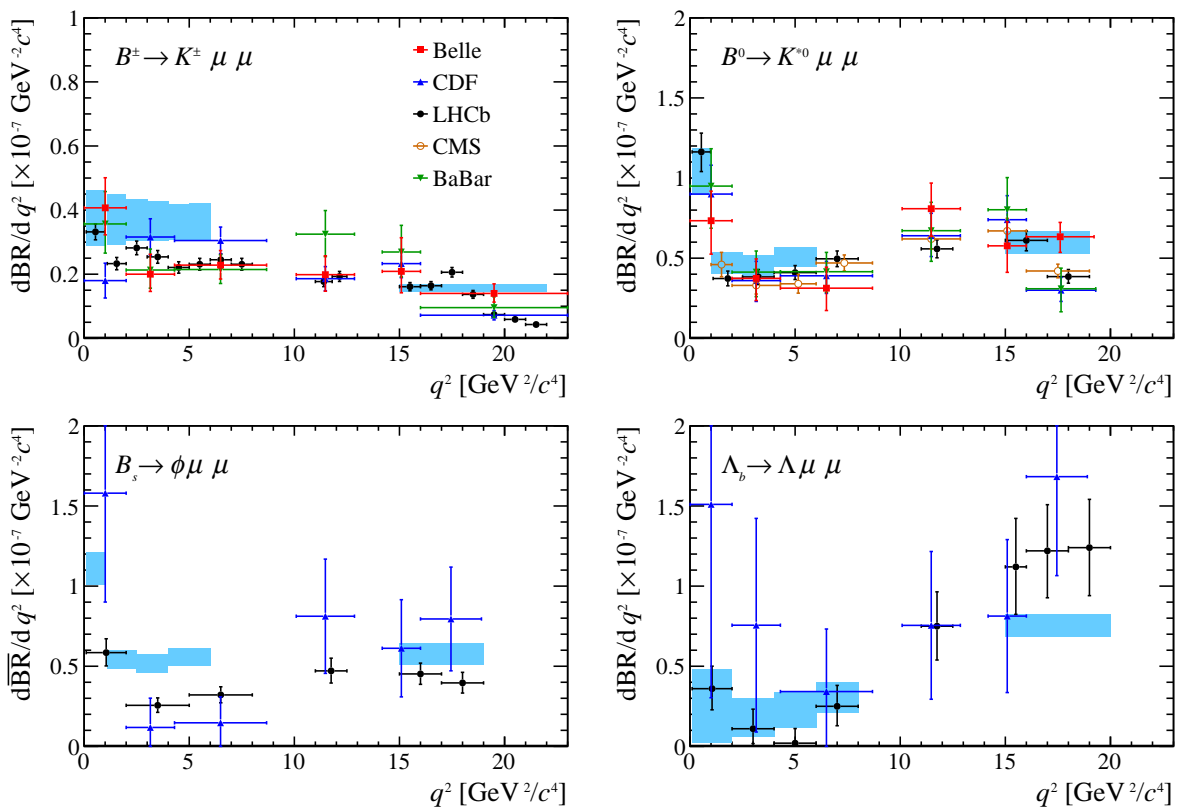 dBR/dq² [×10⁻⁷ GeV⁻²c⁴]
1
0.8
0.6
0.4
0.2
0
B± → K± μ μ
Belle
CDF
LHCb
CMS
BaBar
0 5 10 15 20
q² [GeV²/c⁴]
dBR/dq² [×10⁻⁷ GeV⁻²c⁴]
2
1.5
1
0.5
0
B⁰ → K*⁰ μ μ
0 5 10 15 20
q² [GeV²/c⁴]
dB̅R̅/dq² [×10⁻⁷ GeV⁻²c⁴]
2
1.5
1
0.5
0
Bₛ → φ μ μ
0 5 10 15 20
q² [GeV²/c⁴]
dBR/dq² [×10⁻⁷ GeV⁻²c⁴]
2
1.5
1
0.5
0
Λ_b → Λ μ μ
0 5 10 15 20
q² [GeV²/c⁴]